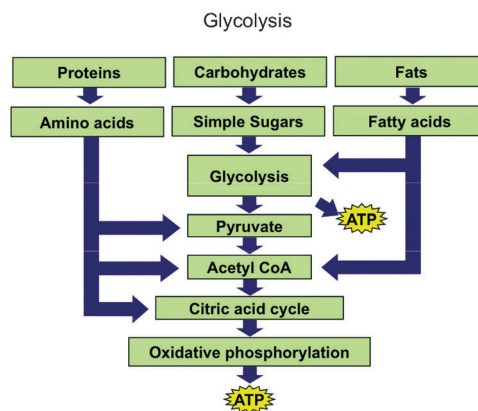 Glycolysis
Proteins
Carbohydrates
Fats
Amino acids
Simple Sugars
Fatty acids
Glycolysis
ATP
Pyruvate
Acetyl CoA
Citric acid cycle
Oxidative phosphorylation
ATP